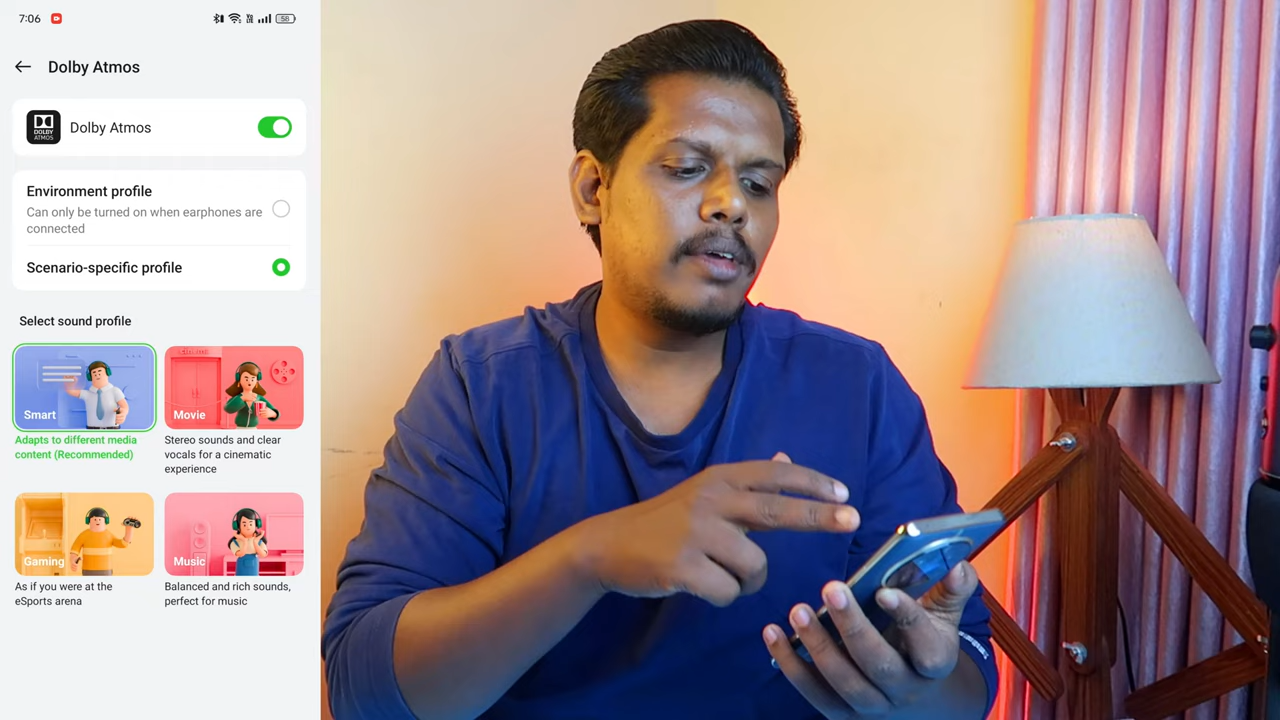 7:06
58
Dolby Atmos
DOLBY
ATMOS
Dolby Atmos
Environment profile
Can only be turned on when earphones are
connected
Scenario-specific profile
Select sound profile
Smart
Adapts to different media
content (Recommended)
CINEMA
Movie
Stereo sounds and clear
vocals for a cinematic
experience
Gaming
As if you were at the
eSports arena
Music
Balanced and rich sounds,
perfect for music